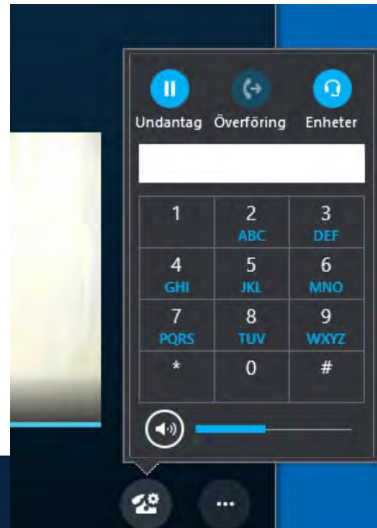 Undantag Överföring Enheter
1 2 3
ABC DEF
4 5 6
GHI JKL MNO
7 8 9
PQRS TUV WXYZ
* 0 #